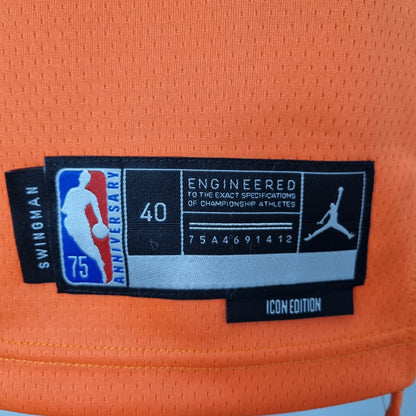 SWINGMAN
75
ANNIVERSARY
40
ENGINEERED
TO THE EXACT SPECIFICATIONS
OF CHAMPIONSHIP ATHLETES
75A4691412
ICON EDITION